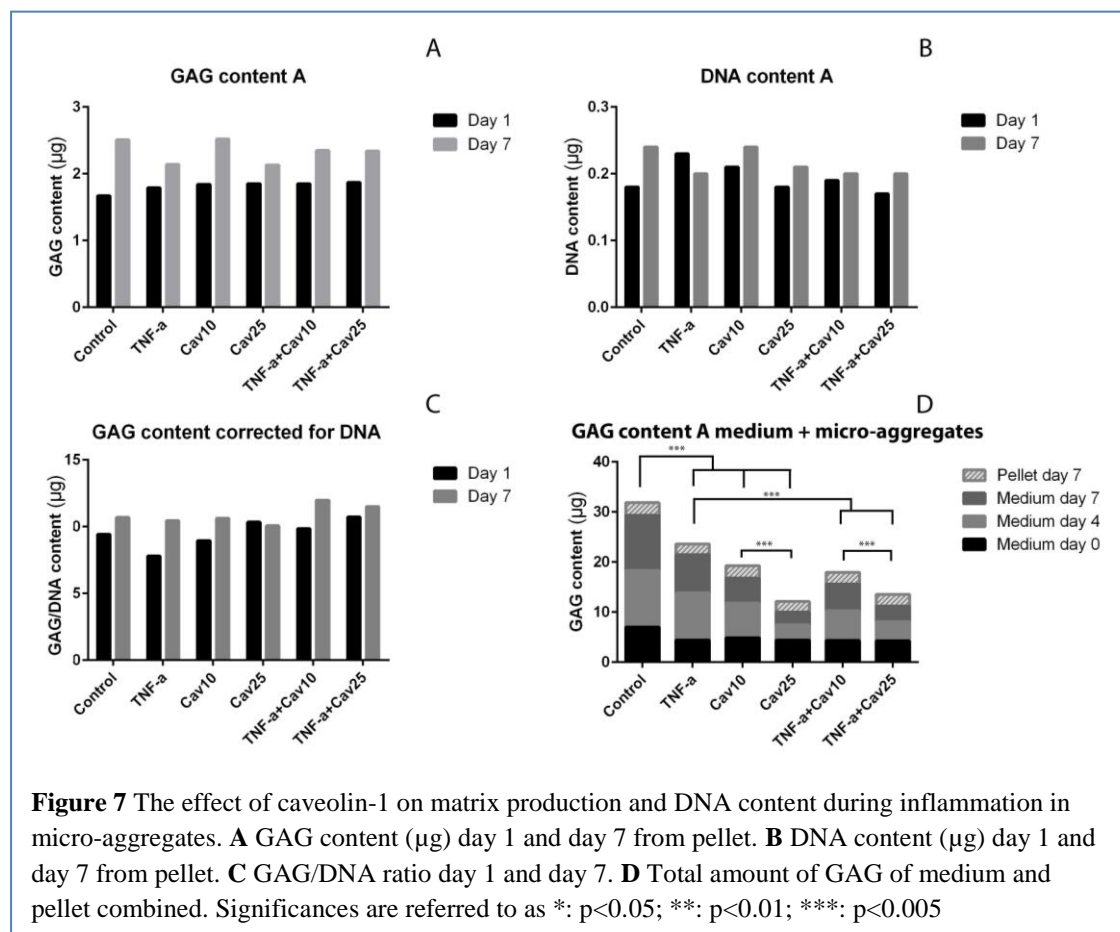 A
GAG content A
GAG content (µg)
3
2
1
0
Day 1
Day 7
Control
TNF-a
Cav10
Cav25
TNF-a+Cav10
TNF-a+Cav25
B
DNA content A
DNA content (µg)
0.3
0.2
0.1
0.0
Day 1
Day 7
Control
TNF-a
Cav10
Cav25
TNF-a+Cav10
TNF-a+Cav25
C
GAG content corrected for DNA
GAG/DNA content (µg)
15
0
5
0
Day 1
Day 7
Control
TNF-a
Cav10
Cav25
TNF-a+Cav10
TNF-a+Cav25
D
GAG content A medium + micro-aggregates
GAG content (µg)
40
30
20
10
0
***
***
***
***
Pellet day 7
Medium day 7
Medium day 4
Medium day 0
Control
TNF-a
Cav10
Cav25
TNF-a+Cav10
TNF-a+Cav25
Figure 7 The effect of caveolin-1 on matrix production and DNA content during inflammation in
micro-aggregates. A GAG content (µg) day 1 and day 7 from pellet. B DNA content (µg) day 1 and
day 7 from pellet. C GAG/DNA ratio day 1 and day 7. D Total amount of GAG of medium and
pellet combined. Significances are referred to as *: p<0.05; **: p<0.01; ***: p<0.005